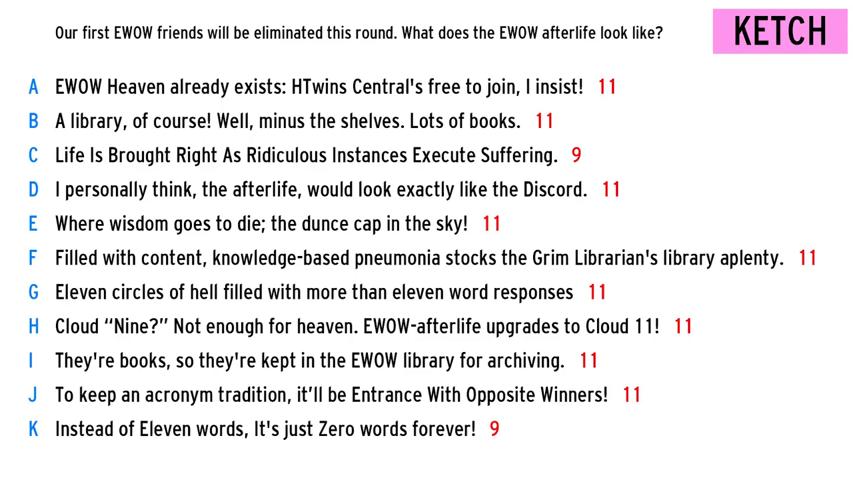 Our first EWOW friends will be eliminated this round. What does the EWOW afterlife look like?
KETCH
A EWOW Heaven already exists: HTwins Central's free to join, I insist! 11
B A library, of course! Well, minus the shelves. Lots of books. 11
C Life Is Brought Right As Ridiculous Instances Execute Suffering. 9
D I personally think, the afterlife, would look exactly like the Discord. 11
E Where wisdom goes to die; the dunce cap in the sky! 11
F Filled with content, knowledge-based pneumonia stocks the Grim Librarian's library aplenty. 11
G Eleven circles of hell filled with more than eleven word responses 11
H Cloud “Nine?” Not enough for heaven. EWOW-afterlife upgrades to Cloud 11! 11
I They're books, so they're kept in the EWOW library for archiving. 11
J To keep an acronym tradition, it’ll be Entrance With Opposite Winners! 11
K Instead of Eleven words, It's just Zero words forever! 9